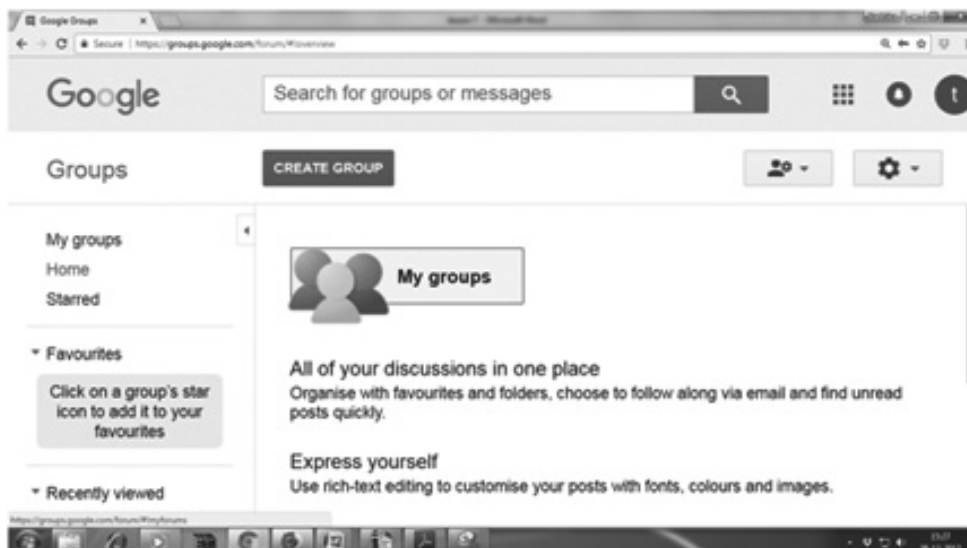 Google Groups
Secure | https://groups.google.com/forum/#!overview
Google
Search for groups or messages
t
Groups
CREATE GROUP
My groups
Home
Starred
My groups
Favourites
Click on a group's star
icon to add it to your
favourites
All of your discussions in one place
Organise with favourites and folders, choose to follow along via email and find unread
posts quickly.
Express yourself
Use rich-text editing to customise your posts with fonts, colours and images.
Recently viewed
https://groups.google.com/forum/#!myforums